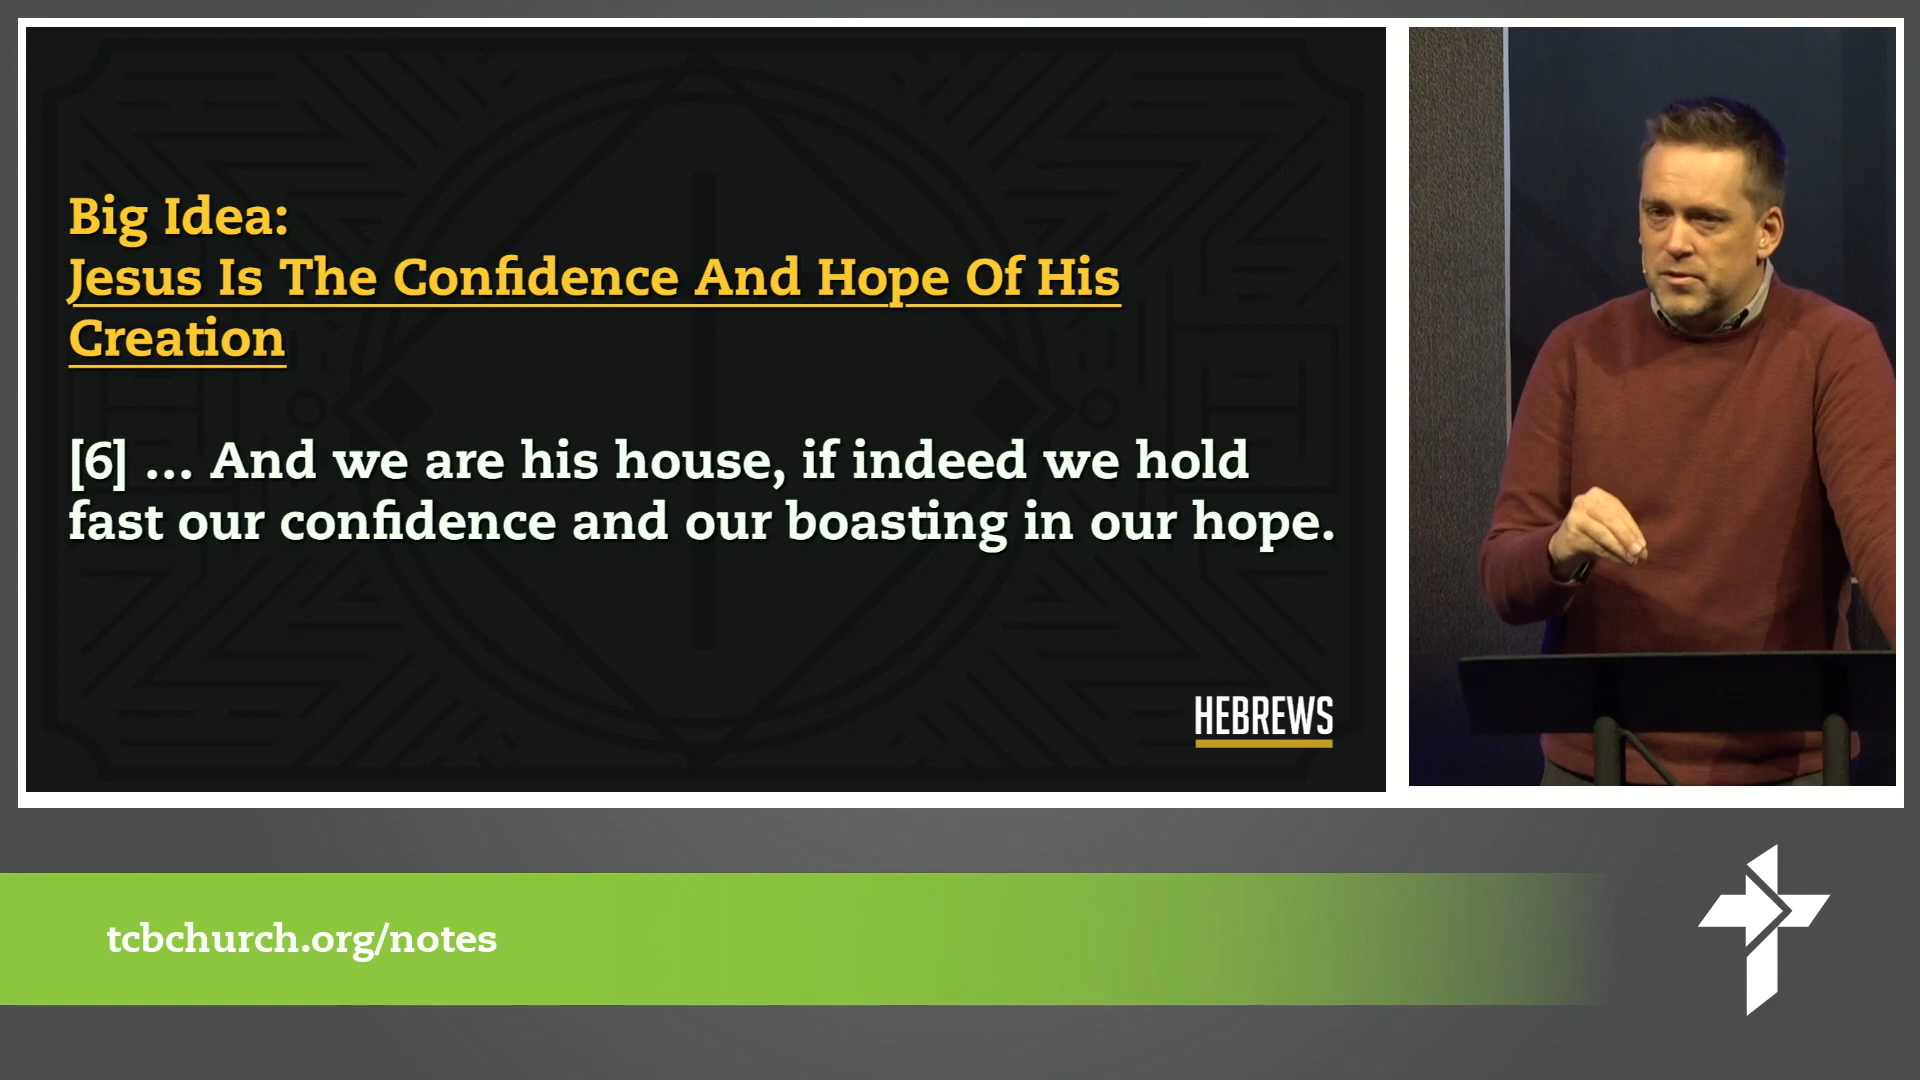 Big Idea:
Jesus Is The Confidence And Hope Of His
Creation
[6] ... And we are his house, if indeed we hold
fast our confidence and our boasting in our hope.
HEBREWS
tcbchurch.org/notes